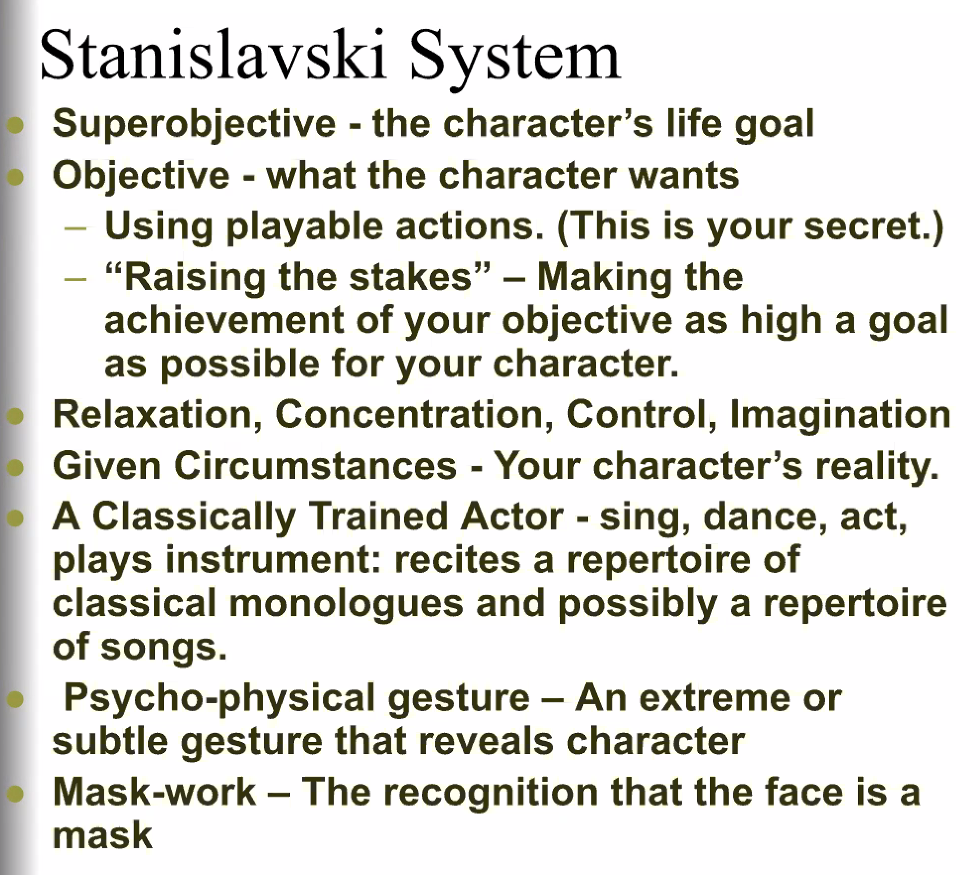 Stanislavski System
● Superobjective - the character’s life goal
● Objective - what the character wants
– Using playable actions. (This is your secret.)
– “Raising the stakes” – Making the
achievement of your objective as high a goal
as possible for your character.
● Relaxation, Concentration, Control, Imagination
● Given Circumstances - Your character’s reality.
● A Classically Trained Actor - sing, dance, act,
plays instrument: recites a repertoire of
classical monologues and possibly a repertoire
of songs.
● Psycho-physical gesture – An extreme or
subtle gesture that reveals character
● Mask-work – The recognition that the face is a
mask